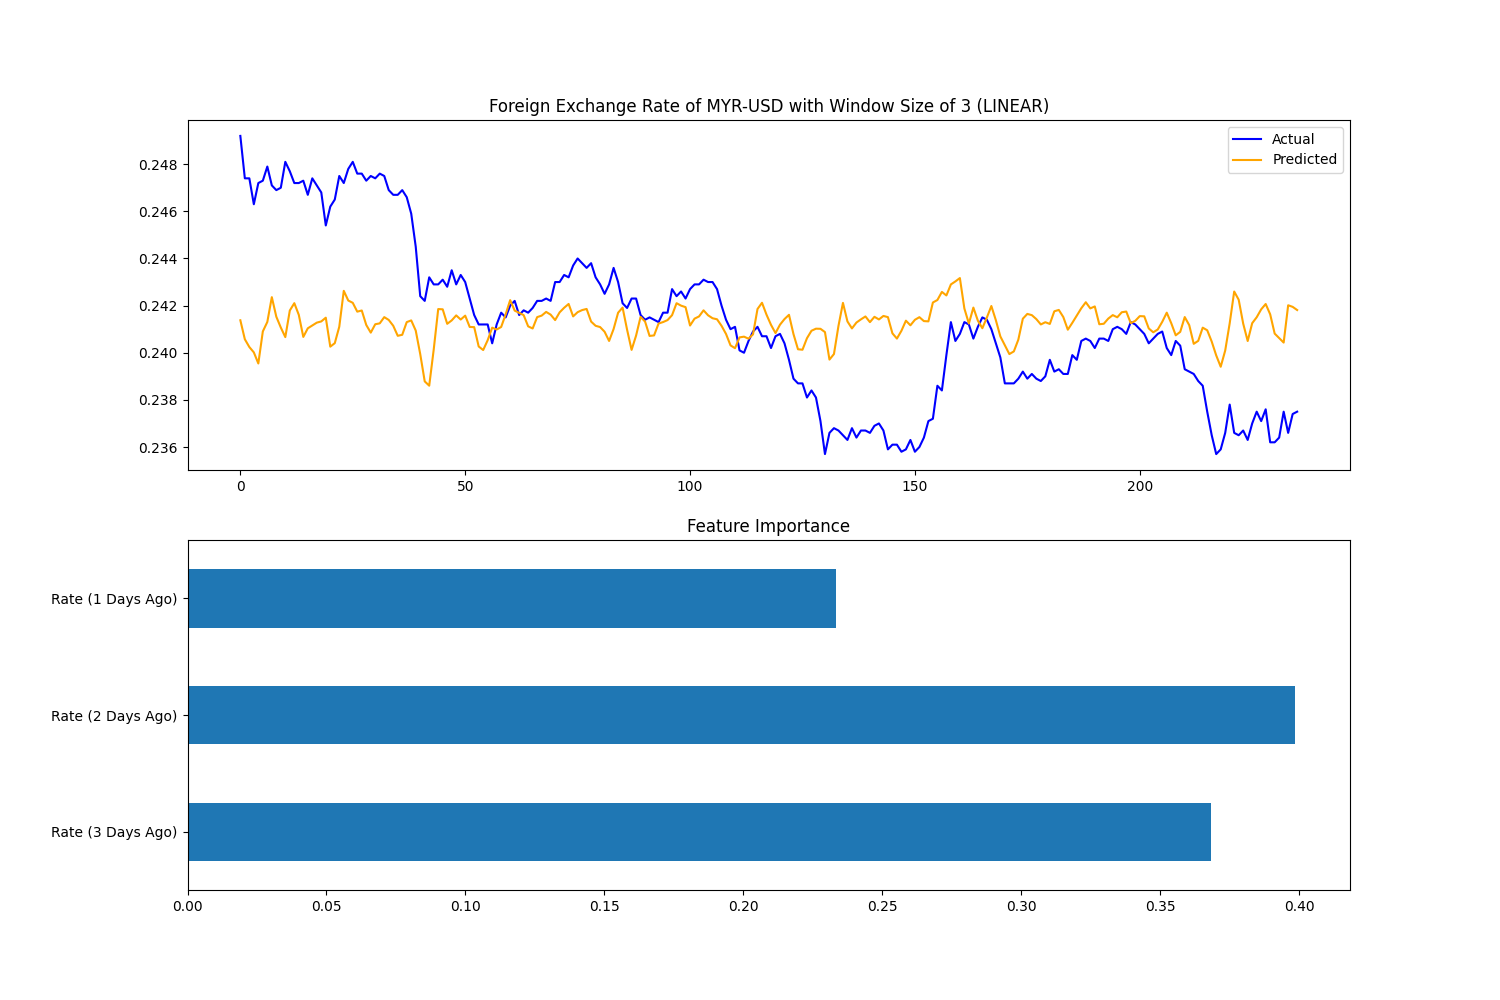 Foreign Exchange Rate of MYR-USD with Window Size of 3 (LINEAR)
Actual
Predicted
0.248
0.246
0.244
0.242
0.240
0.238
0.236
0 50 100 150 200
Feature Importance
Rate (1 Days Ago)
Rate (2 Days Ago)
Rate (3 Days Ago)
0.00 0.05 0.10 0.15 0.20 0.25 0.30 0.35 0.40